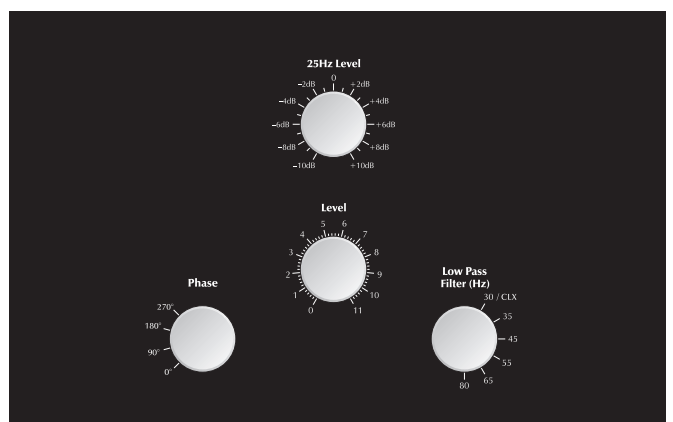 25Hz Level
0
–2dB
+2dB
–4dB
+4dB
–6dB
+6dB
–8dB
+8dB
–10dB
+10dB
Level
5
6
4
7
3
8
2
9
1
10
0
11
Phase
270°
180°
90°
0°
Low Pass
Filter (Hz)
30 / CLX
35
45
55
65
80